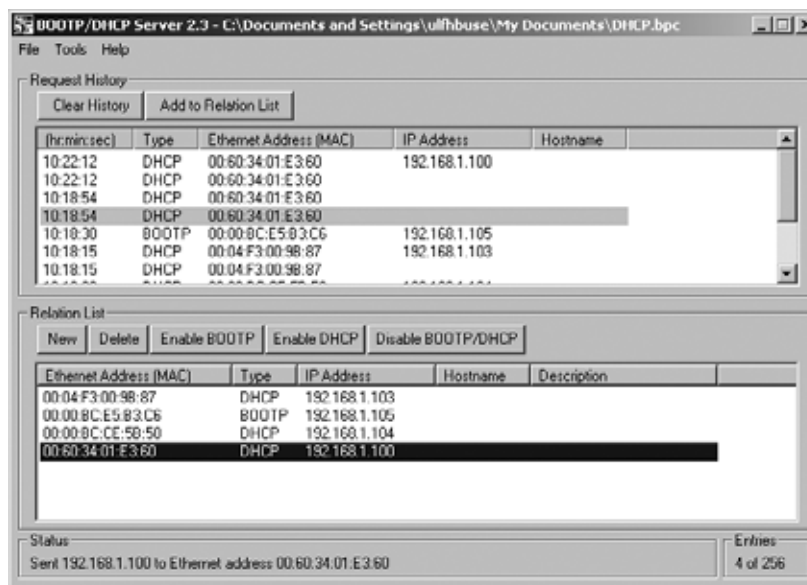 BOOTP/DHCP Server 2.3 - C:\Documents and Settings\ulfhbuse\My Documents\DHCP.bpc
File Tools Help
Request History
Clear History Add to Relation List
(hr:min:sec) Type Ethernet Address (MAC) IP Address Hostname
10:22:12 DHCP 00:60:34:01:E3:60 192.168.1.100
10:22:12 DHCP 00:60:34:01:E3:60
10:18:54 DHCP 00:60:34:01:E3:60
10:18:54 DHCP 00:60:34:01:E3:60
10:18:30 BOOTP 00:00:BC:E5:B3:C6 192.168.1.105
10:18:15 DHCP 00:04:F3:00:9B:87 192.168.1.103
10:18:15 DHCP 00:04:F3:00:9B:87
Relation List
New Delete Enable BOOTP Enable DHCP Disable BOOTP/DHCP
Ethernet Address (MAC) Type IP Address Hostname Description
00:04:F3:00:9B:87 DHCP 192.168.1.103
00:00:BC:E5:B3:C6 BOOTP 192.168.1.105
00:00:BC:CE:5B:50 DHCP 192.168.1.104
00:60:34:01:E3:60 DHCP 192.168.1.100
Status
Sent 192.168.1.100 to Ethernet address 00:60:34:01:E3:60
Entries
4 of 256